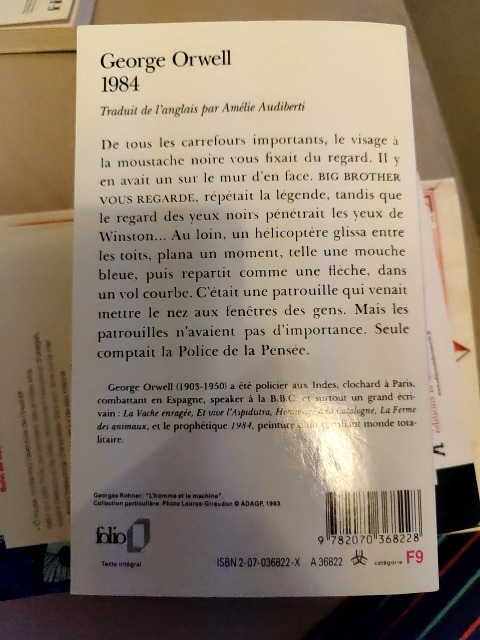 George Orwell
1984
Traduit de l'anglais par Amélie Audiberti
De tous les carrefours importants, le visage à
la moustache noire vous fixait du regard. Il y
en avait un sur le mur d'en face. BIG BROTHER
VOUS REGARDE, répétait la légende, tandis que
le regard des yeux noirs pénétrait les yeux de
Winston... Au loin, un hélicoptère glissa entre
les toits, plana un moment, telle une mouche
bleue, puis repartit comme une flèche, dans
un vol courbe. C'était une patrouille qui venait
mettre le nez aux fenêtres des gens. Mais les
patrouilles n'avaient pas d'importance. Seule
comptait la Police de la Pensée.
George Orwell (1903-1950) a été policier aux Indes, clochard à Paris,
combattant en Espagne, speaker à la B.B.C. et surtout un grand écri-
vain : La Vache enragée, Et vive l'Aspidistra, Hommage à la Catalogne, La Ferme
des animaux, et le prophétique 1984, peinture d'un terrifiant monde tota-
litaire.
Georges Rohner : "L'homme et la machine".
Collection particulière. Photo Lauros-Giraudon © ADAGP, 1993.
folio
Texte intégral
ISBN 2-07-036822-X A 36822 catégorie F9
9 782070 368228